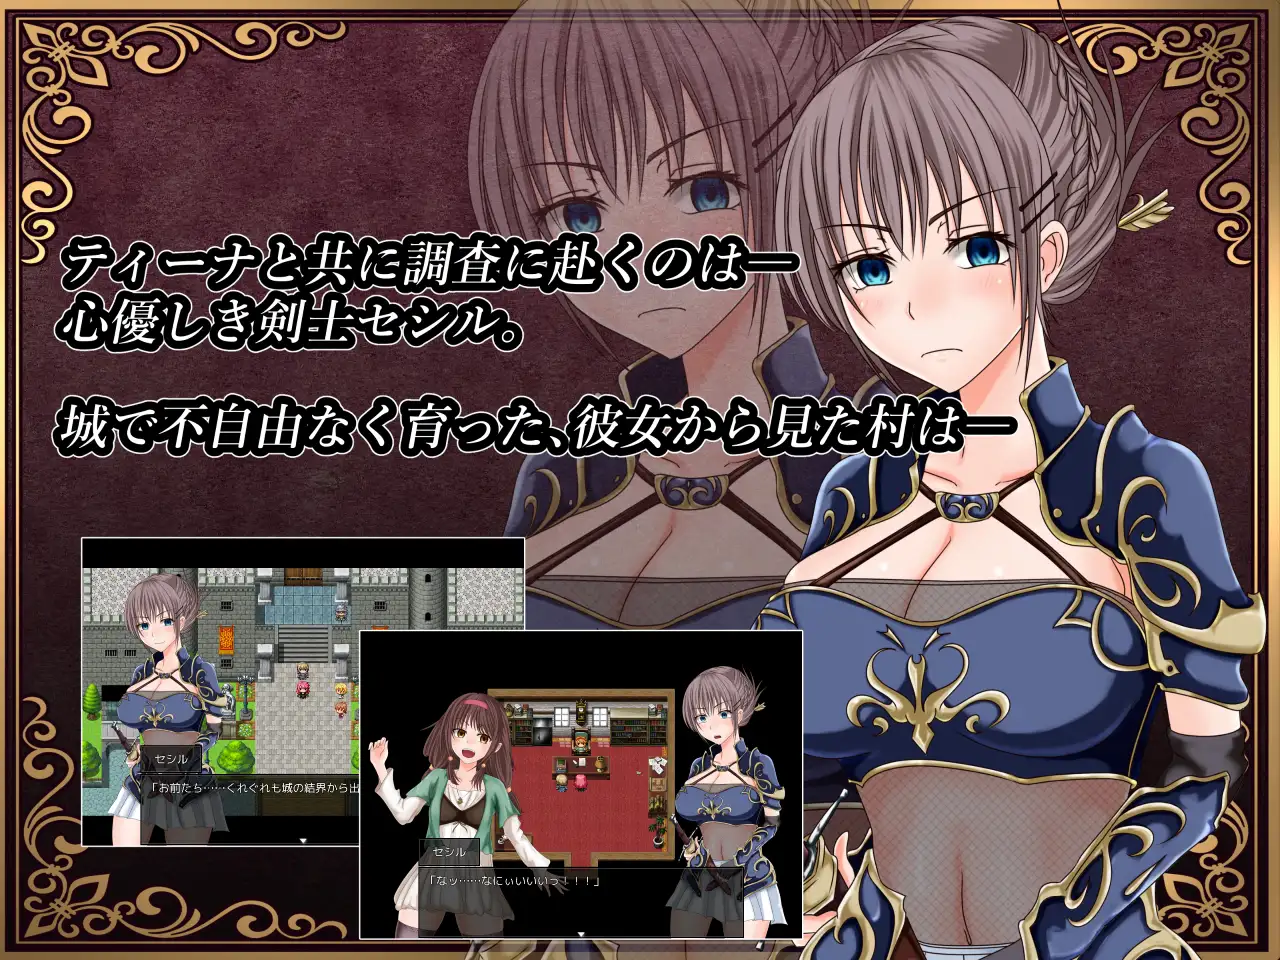 ティーナと共に調査に赴くのは―
心優しき剣士セシル。
城で不自由なく育った、彼女から見た村は―
セシル
「お前たち……くれぐれも城の結界から出
セシル
「なッ……なにぃいいいっ！！！」